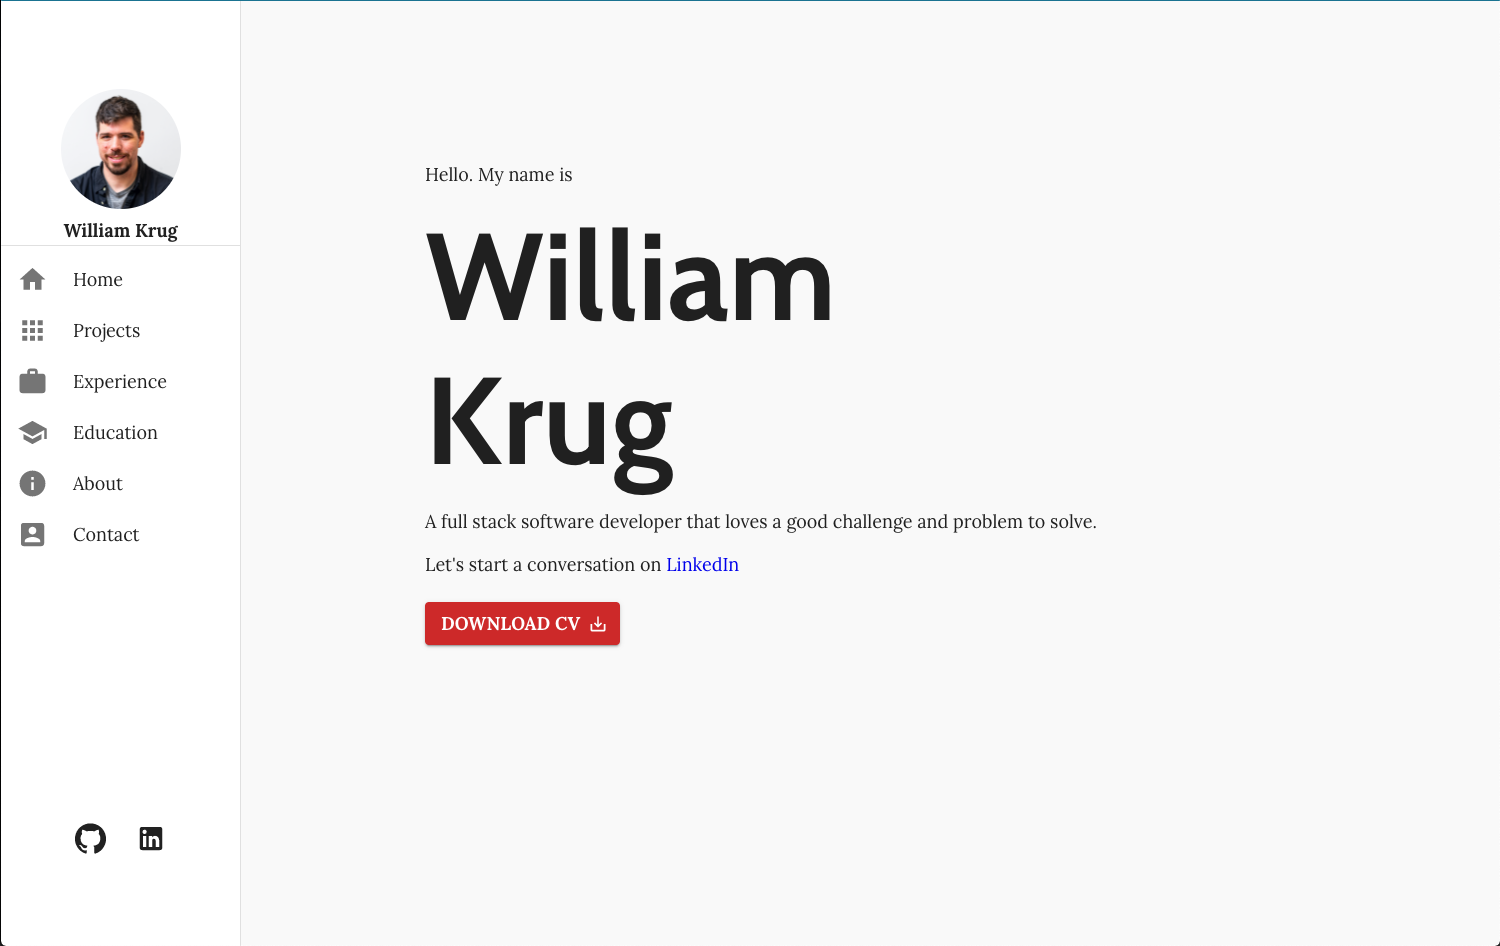 William Krug
Home
Projects
Experience
Education
About
Contact
Hello. My name is
William
Krug
A full stack software developer that loves a good challenge and problem to solve.
Let's start a conversation on LinkedIn
DOWNLOAD CV
in